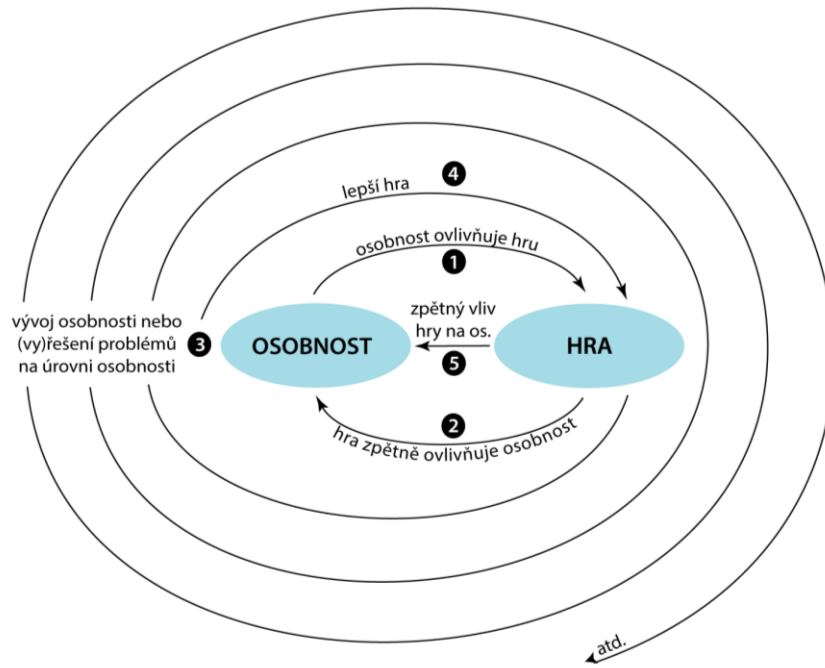 lepší hra
4
osobnost ovlivňuje hru
1
vývoj osobnosti nebo
(vy)řešení problémů
na úrovni osobnosti
3
OSOBNOST
zpětný vliv
hry na os.
5
HRA
2
hra zpětně ovlivňuje osobnost
atd.